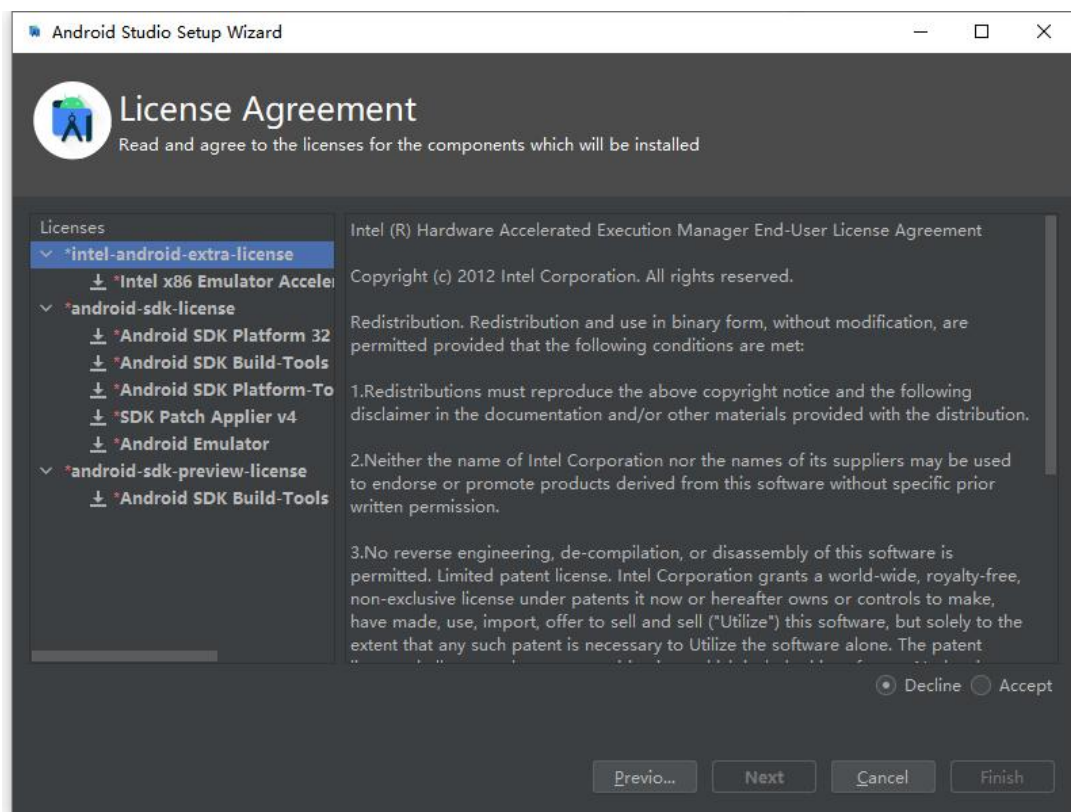 Android Studio Setup Wizard
License Agreement
Read and agree to the licenses for the components which will be installed
Licenses
*intel-android-extra-license
*Intel x86 Emulator Acceler
*android-sdk-license
*Android SDK Platform 32
*Android SDK Build-Tools
*Android SDK Platform-To
*SDK Patch Applier v4
*Android Emulator
*android-sdk-preview-license
*Android SDK Build-Tools
Intel (R) Hardware Accelerated Execution Manager End-User License Agreement
Copyright (c) 2012 Intel Corporation. All rights reserved.
Redistribution. Redistribution and use in binary form, without modification, are
permitted provided that the following conditions are met:
1.Redistributions must reproduce the above copyright notice and the following
disclaimer in the documentation and/or other materials provided with the distribution.
2.Neither the name of Intel Corporation nor the names of its suppliers may be used
to endorse or promote products derived from this software without specific prior
written permission.
3.No reverse engineering, de-compilation, or disassembly of this software is
permitted. Limited patent license. Intel Corporation grants a world-wide, royalty-free,
non-exclusive license under patents it now or hereafter owns or controls to make,
have made, use, import, offer to sell and sell ("Utilize") this software, but solely to the
extent that any such patent is necessary to Utilize the software alone. The patent
Decline Accept
Previo... Next Cancel Finish